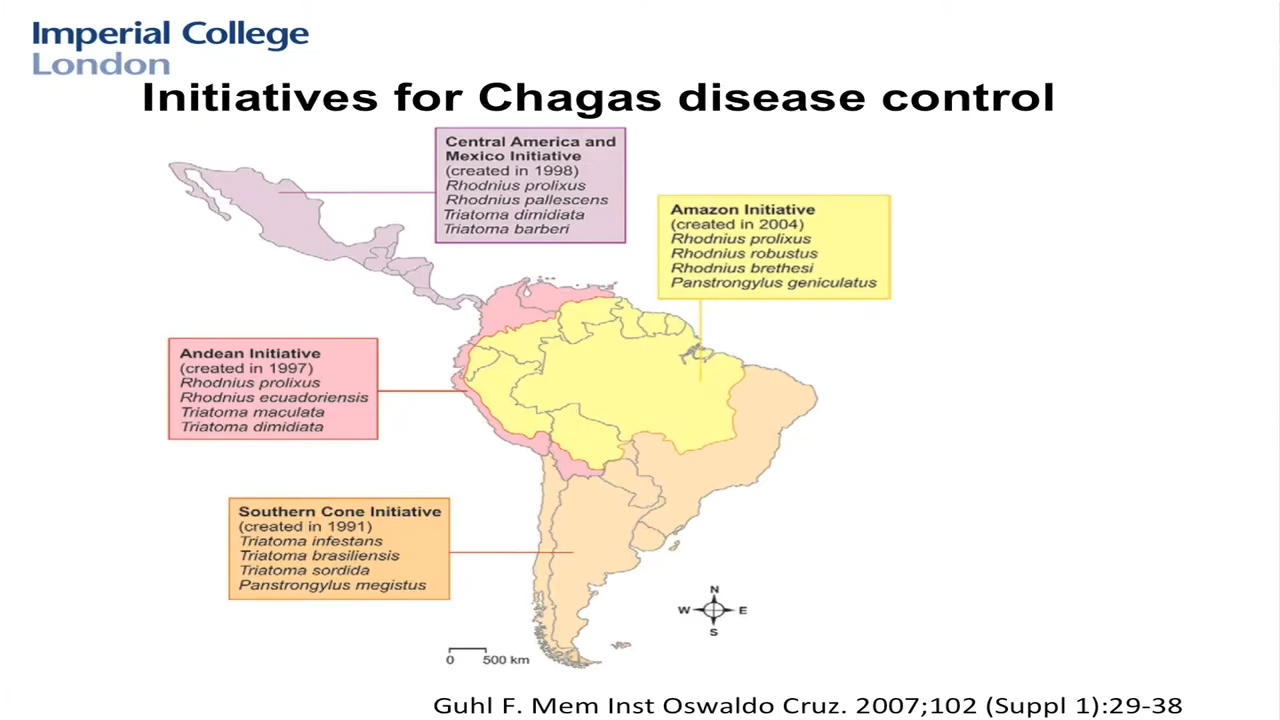 Imperial College
London
Initiatives for Chagas disease control
Central America and
Mexico Initiative
(created in 1998)
Rhodnius prolixus
Rhodnius pallescens
Triatoma dimidiata
Triatoma barberi
Amazon Initiative
(created in 2004)
Rhodnius prolixus
Rhodnius robustus
Rhodnius brethesi
Panstrongylus geniculatus
Andean Initiative
(created in 1997)
Rhodnius prolixus
Rhodnius ecuadoriensis
Triatoma maculata
Triatoma dimidiata
Southern Cone Initiative
(created in 1991)
Triatoma infestans
Triatoma brasiliensis
Triatoma sordida
Panstrongylus megistus
N
W E
S
0 500 km
Guhl F. Mem Inst Oswaldo Cruz. 2007;102 (Suppl 1):29-38